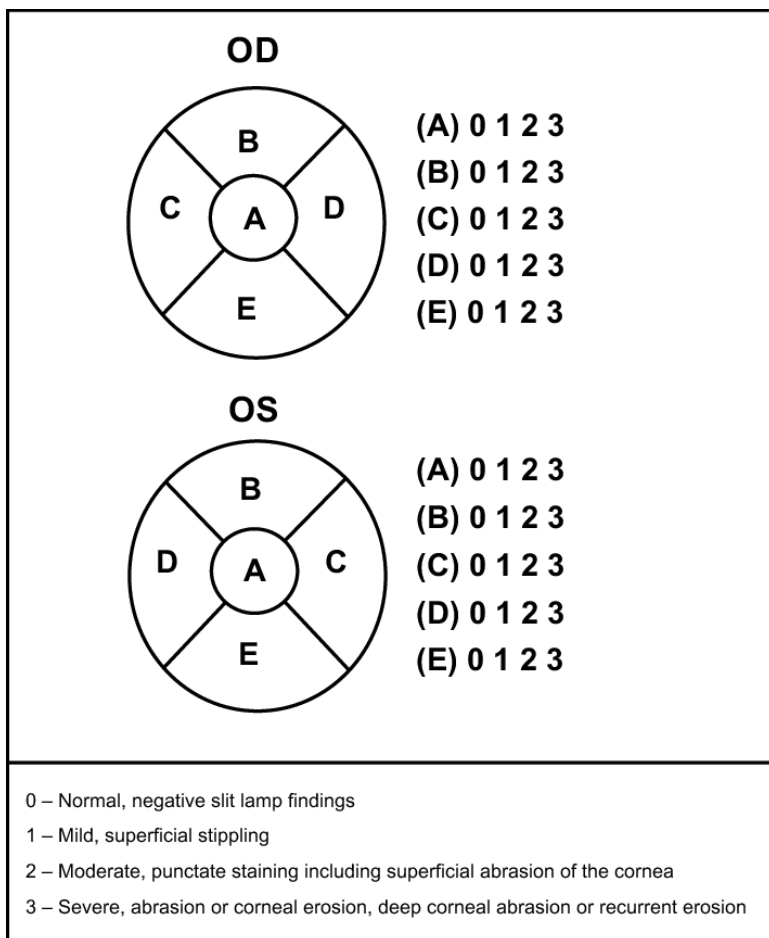 OD
B
C
A
D
E
(A) 0 1 2 3
(B) 0 1 2 3
(C) 0 1 2 3
(D) 0 1 2 3
(E) 0 1 2 3
OS
B
D
A
C
E
(A) 0 1 2 3
(B) 0 1 2 3
(C) 0 1 2 3
(D) 0 1 2 3
(E) 0 1 2 3
0 – Normal, negative slit lamp findings
1 – Mild, superficial stippling
2 – Moderate, punctate staining including superficial abrasion of the cornea
3 – Severe, abrasion or corneal erosion, deep corneal abrasion or recurrent erosion